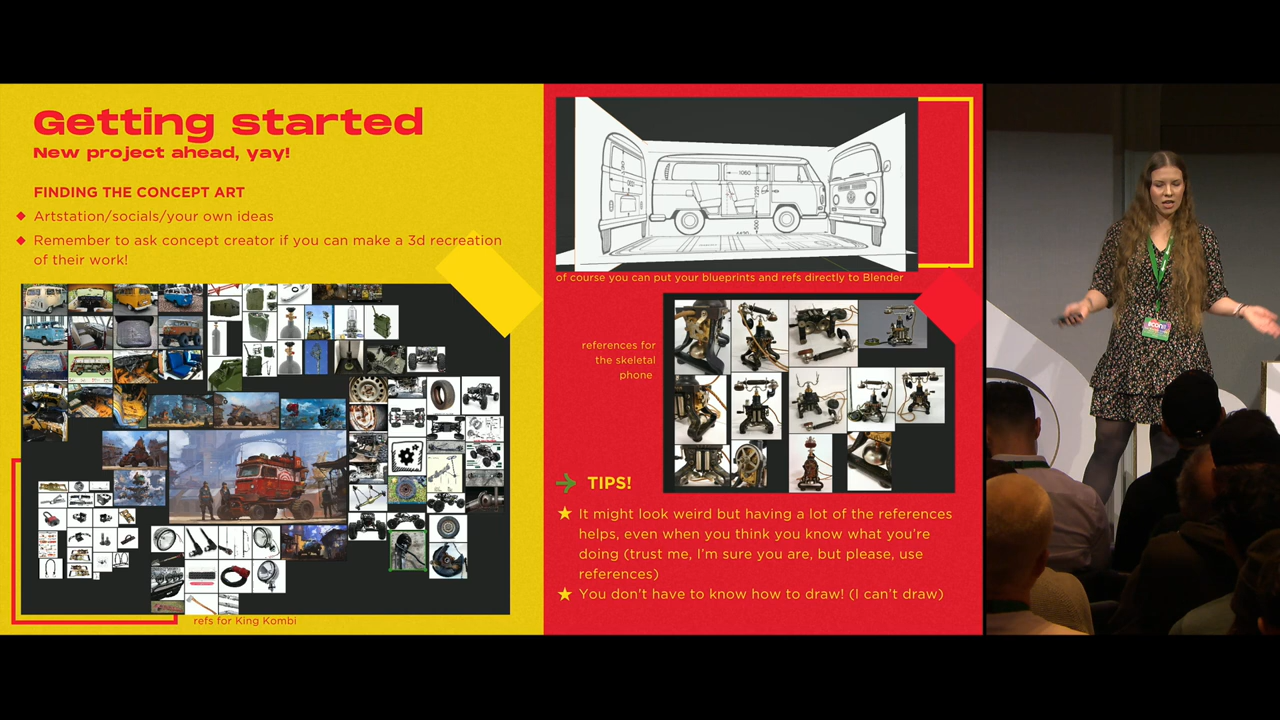 Getting started
New project ahead, yay!
FINDING THE CONCEPT ART
Artstation/socials/your own ideas
Remember to ask concept creator if you can make a 3d recreation
of their work!
refs for King Kombi
1060
of course you can put your blueprints and refs directly to Blender
references for
the skeletal
phone
TIPS!
It might look weird but having a lot of the references
helps, even when you think you know what you're
doing (trust me, I'm sure you are, but please, use
references)
You don't have to know how to draw! (I can't draw)